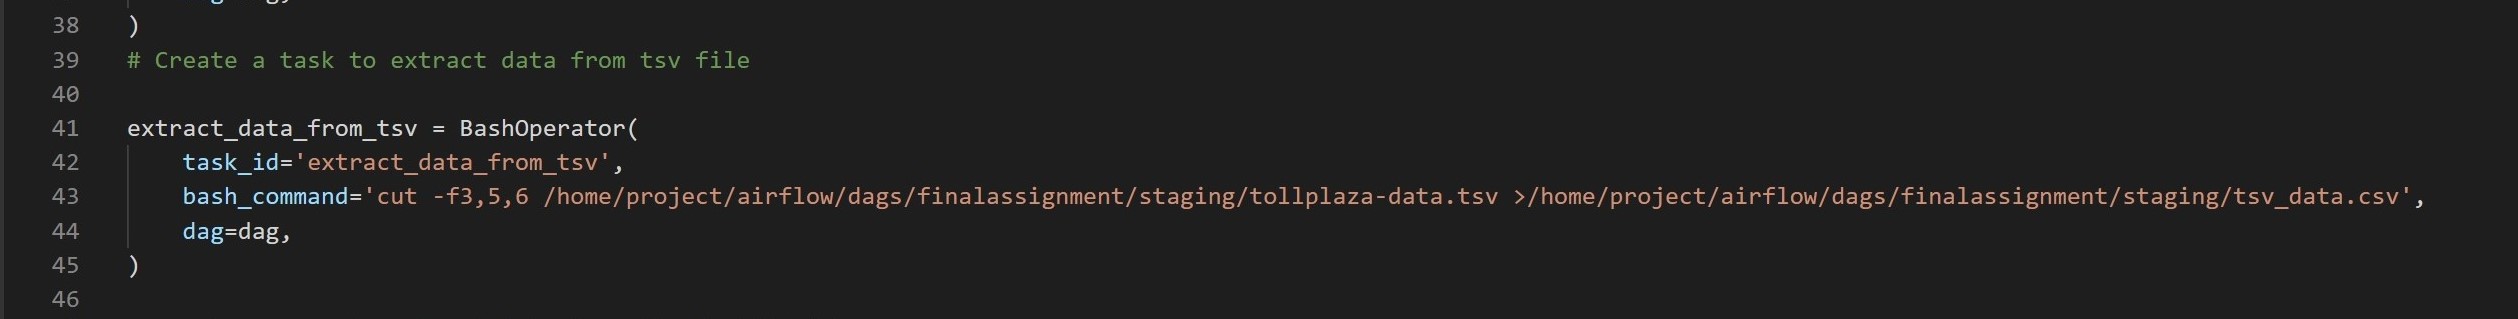 38 )
39 # Create a task to extract data from tsv file
40
41 extract_data_from_tsv = BashOperator(
42 task_id='extract_data_from_tsv',
43 bash_command='cut -f3,5,6 /home/project/airflow/dags/finalassignment/staging/tollplaza-data.tsv >/home/project/airflow/dags/finalassignment/staging/tsv_data.csv',
44 dag=dag,
45 )
46